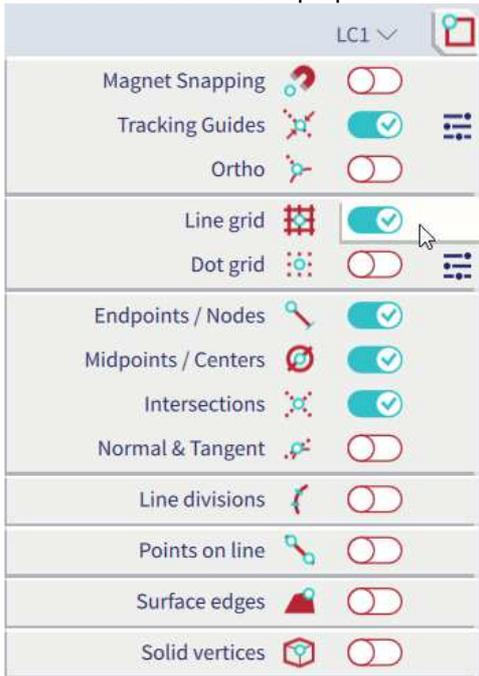 LC1
Magnet Snapping
Tracking Guides
Ortho
Line grid
Dot grid
Endpoints / Nodes
Midpoints / Centers
Intersections
Normal & Tangent
Line divisions
Points on line
Surface edges
Solid vertices